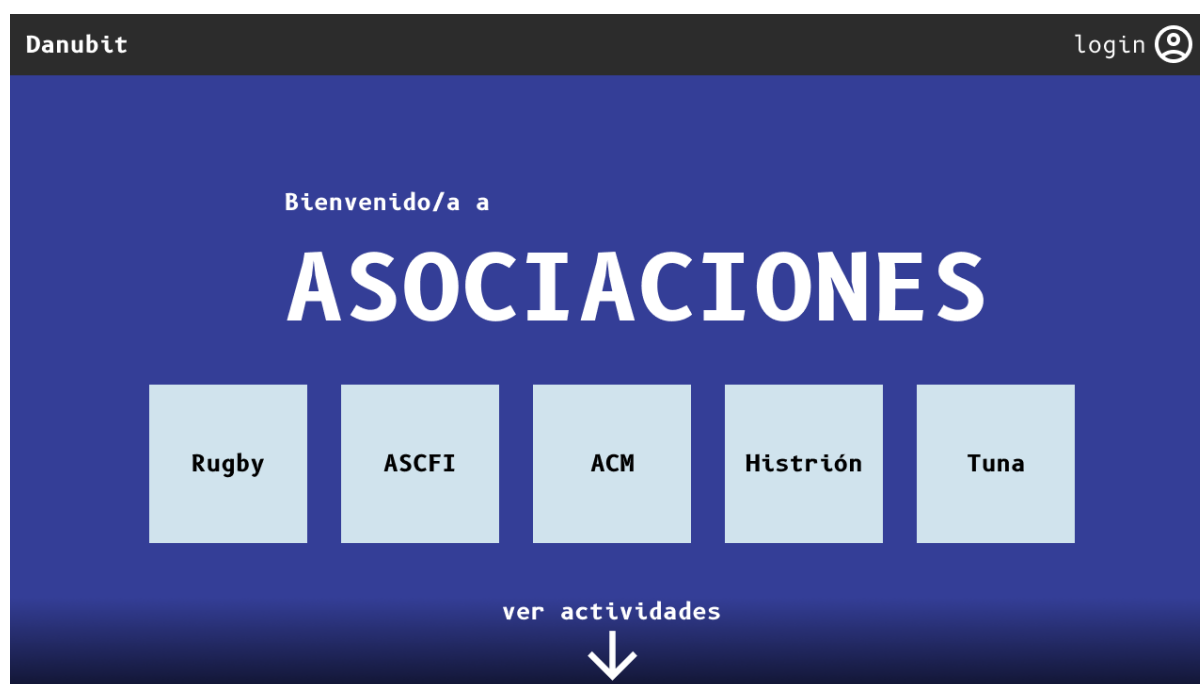 Danubit login
Bienvenido/a a
ASOCIACIONES
Rugby ASCFI ACM Histrión Tuna
ver actividades